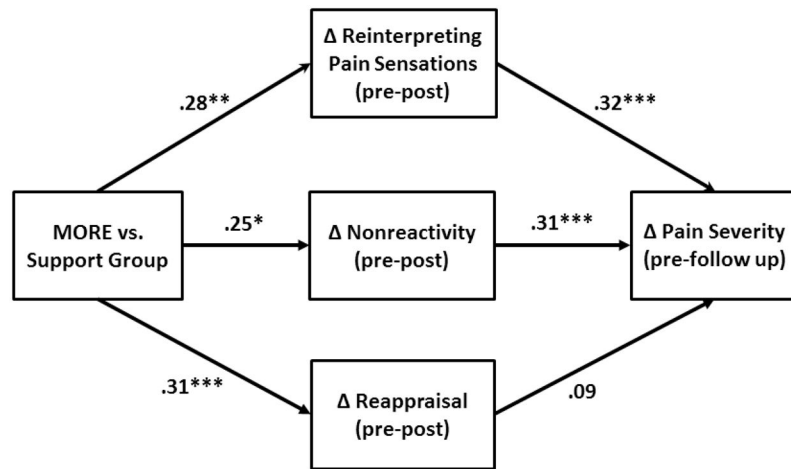 Δ Reinterpreting
Pain Sensations
(pre-post)
.28**
.32***
MORE vs.
Support Group
.25*
Δ Nonreactivity
(pre-post)
.31***
Δ Pain Severity
(pre-follow up)
.31***
Δ Reappraisal
(pre-post)
.09